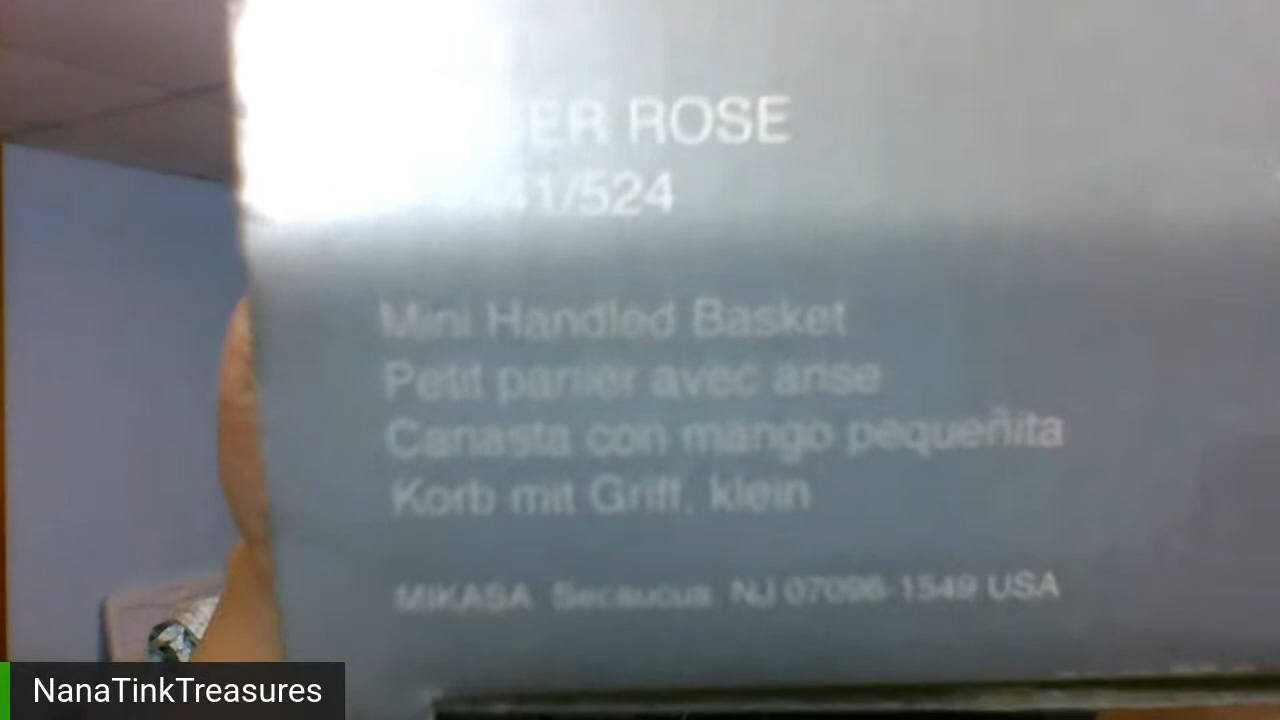 ER ROSE
51/524
Mini Handled Basket
Petit panier avec anse
Canasta con mango pequeñita
Korb mit Griff, klein
MIKASA Secaucus, NJ 07096-1549 USA
NanaTinkTreasures